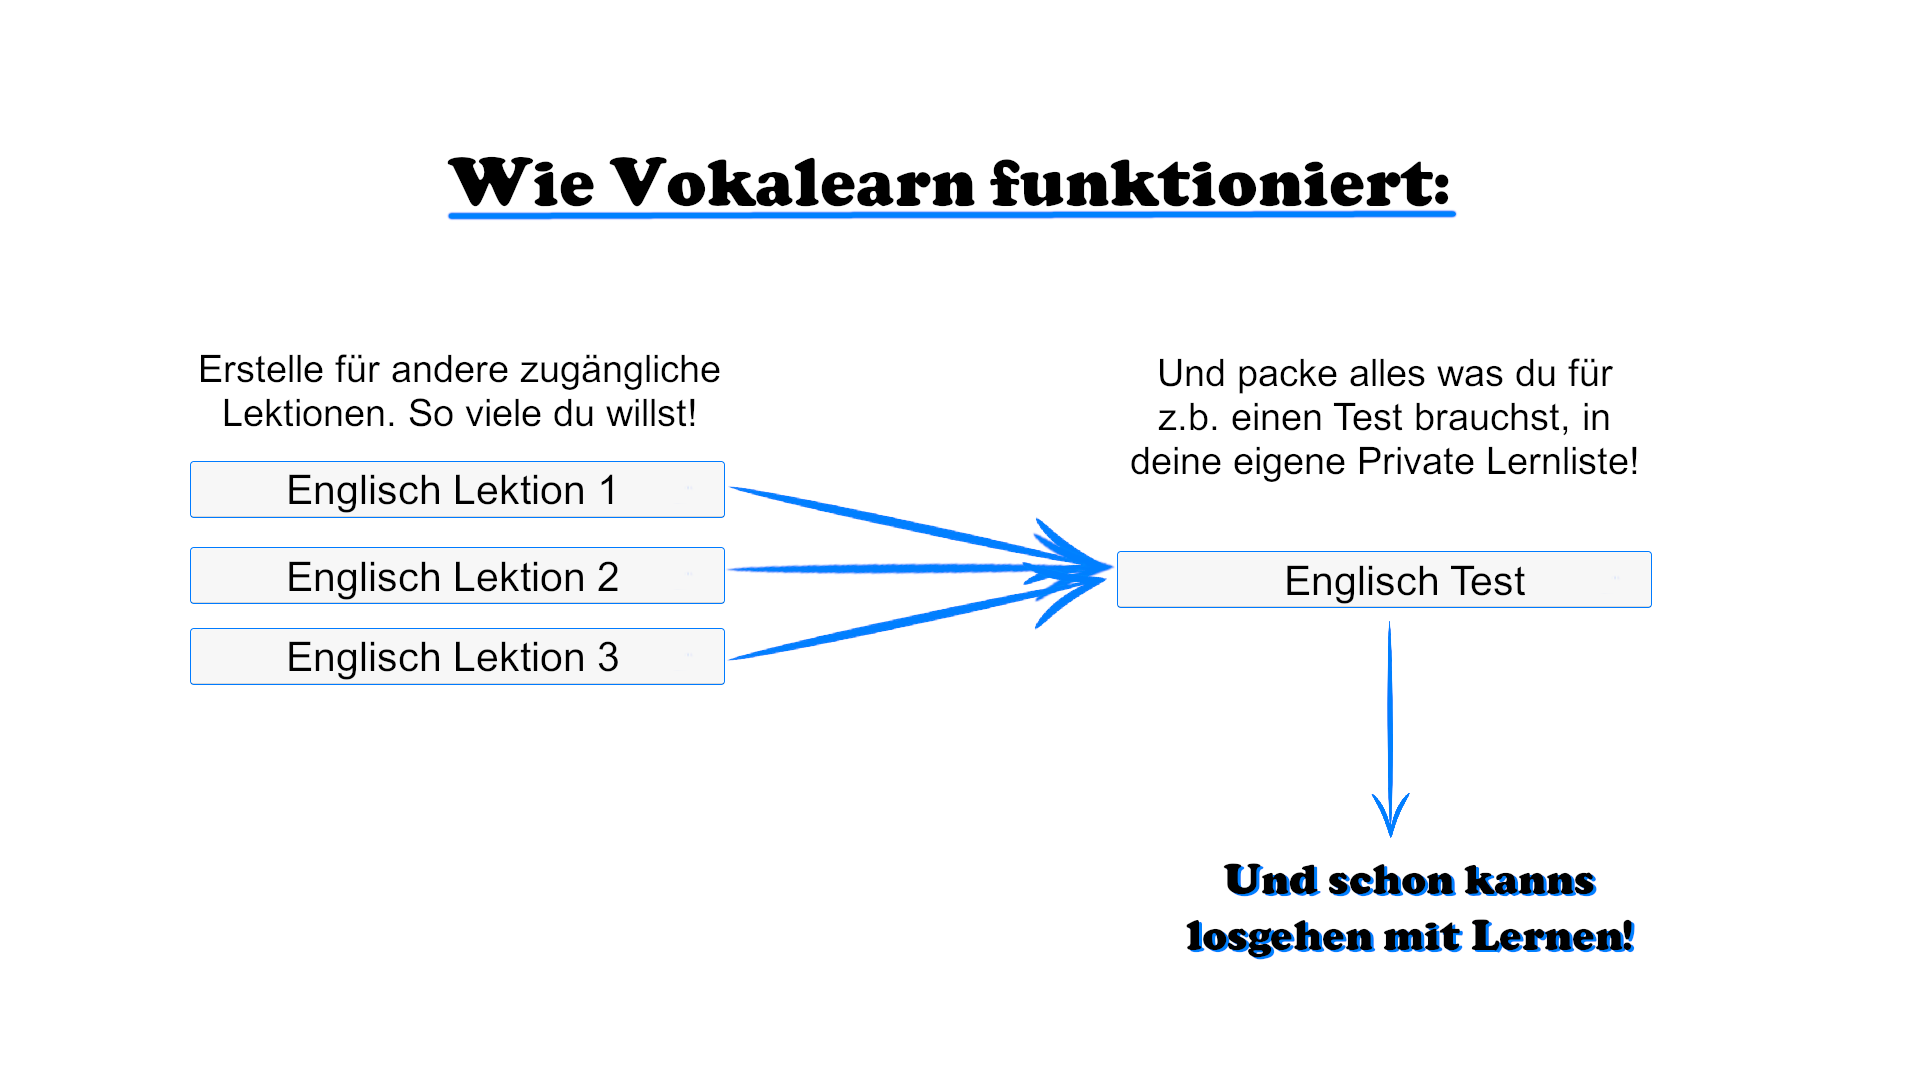 Wie Vokalearn funktioniert:
Erstelle für andere zugängliche
Lektionen. So viele du willst!
Englisch Lektion 1
Englisch Lektion 2
Englisch Lektion 3
Und packe alles was du für
z.b. einen Test brauchst, in
deine eigene Private Lernliste!
Englisch Test
Und schon kanns
losgehen mit Lernen!